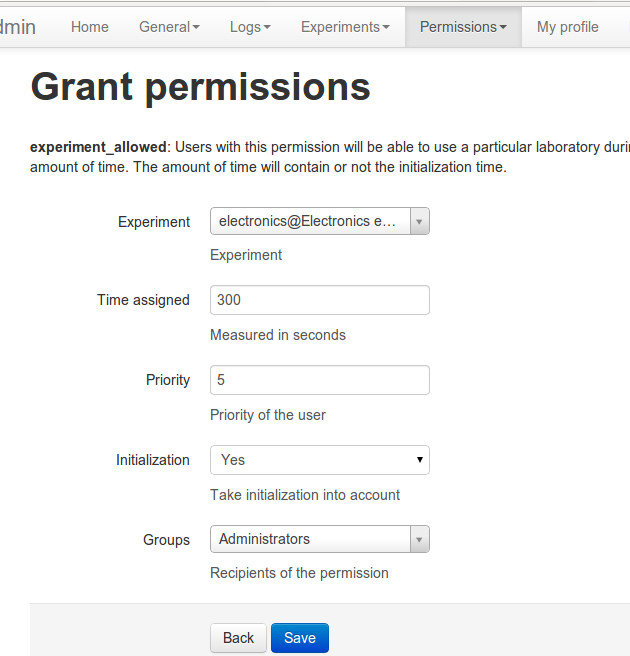 dmin Home General Logs Experiments Permissions My profile
Grant permissions
experiment_allowed: Users with this permission will be able to use a particular laboratory duri
amount of time. The amount of time will contain or not the initialization time.
Experiment electronics@Electronics e...
Experiment
Time assigned 300
Measured in seconds
Priority 5
Priority of the user
Initialization Yes
Take initialization into account
Groups Administrators
Recipients of the permission
Back Save